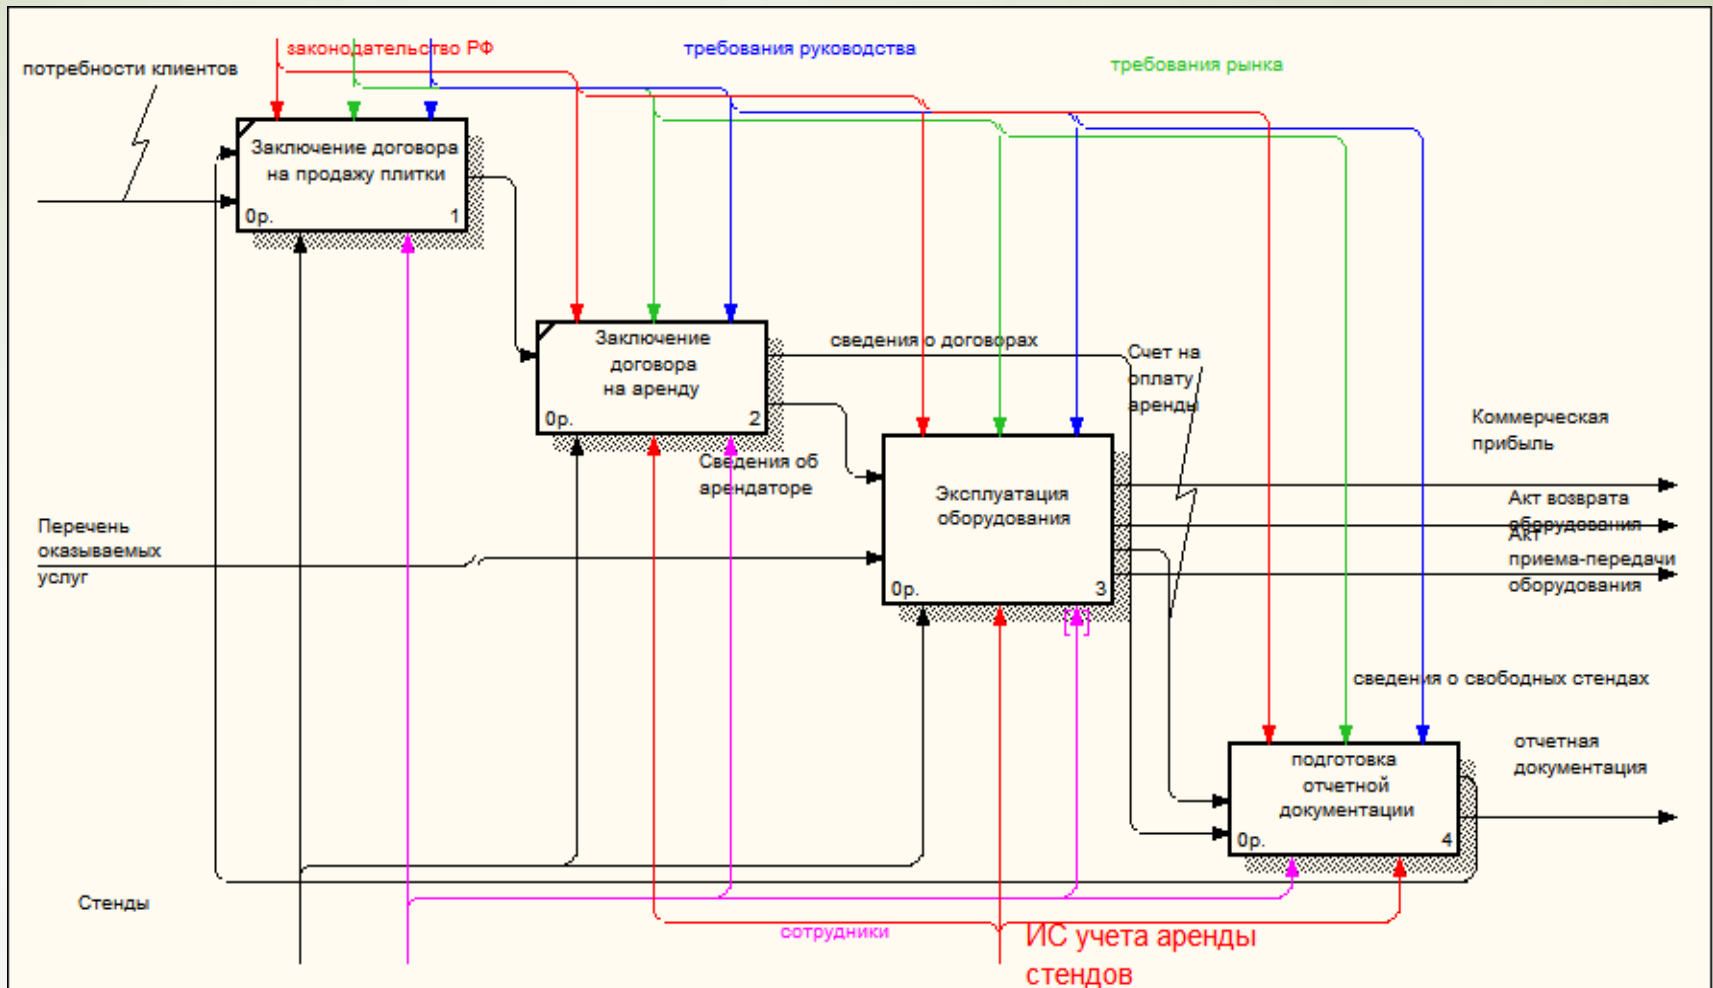 законодательство РФ
требования руководства
требования рынка
потребности клиентов
Заключение договора
на продажу плитки
0р. 1
Заключение
договора
на аренду
0р. 2
сведения о договорах
Счет на
оплату
аренды
Коммерческая
прибыль
Сведения об
арендаторе
Эксплуатация
оборудования
0р. 3
Акт возврата
оборудования
Акт
приема-передачи
оборудования
Перечень
оказываемых
услуг
сведения о свободных стендах
отчетная
документация
подготовка
отчетной
документации
0р. 4
Стенды
сотрудники
ИС учета аренды
стендов